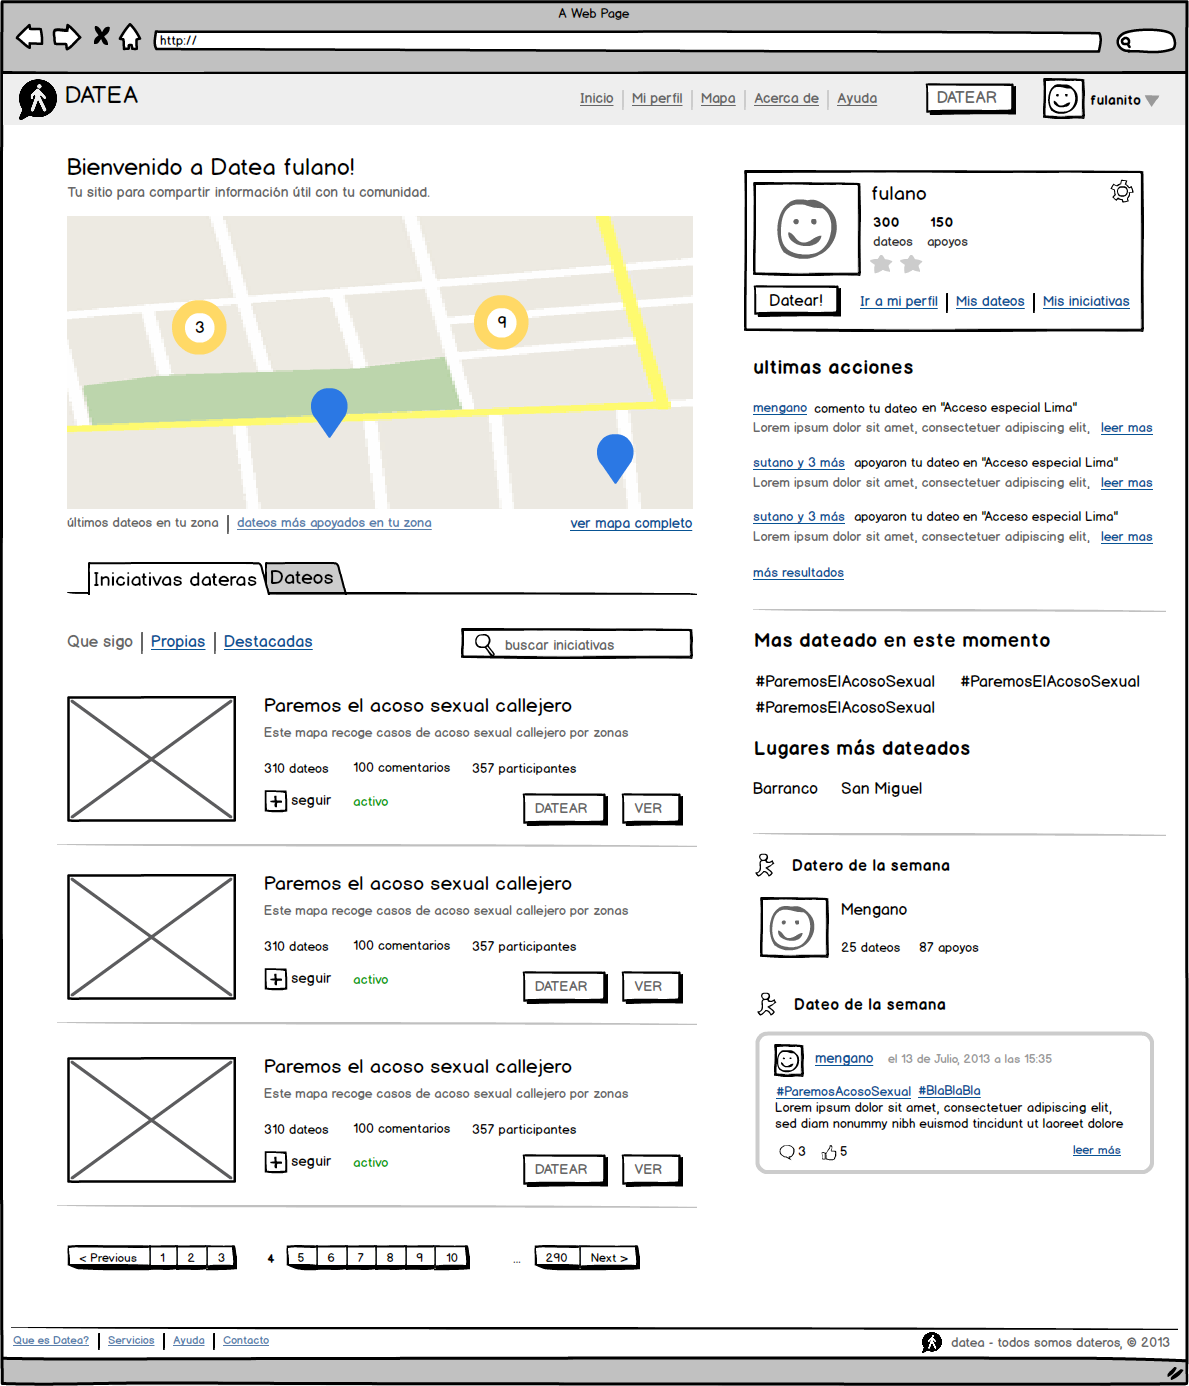 A Web Page
http://
DATEA
Inicio Mi perfil Mapa Acerca de Ayuda DATEAR fulanito
Bienvenido a Datea fulano!
Tu sitio para compartir información útil con tu comunidad.
3
9
últimos dateos en tu zona dateos más apoyados en tu zona ver mapa completo
Iniciativas dateras Dateos
Que sigo Propias Destacadas buscar iniciativas
Paremos el acoso sexual callejero
Este mapa recoge casos de acoso sexual callejero por zonas
310 dateos 100 comentarios 357 participantes
seguir activo DATEAR VER
Paremos el acoso sexual callejero
Este mapa recoge casos de acoso sexual callejero por zonas
310 dateos 100 comentarios 357 participantes
seguir activo DATEAR VER
Paremos el acoso sexual callejero
Este mapa recoge casos de acoso sexual callejero por zonas
310 dateos 100 comentarios 357 participantes
seguir activo DATEAR VER
< Previous 1 2 3 4 5 6 7 8 9 10 ... 290 Next >
fulano
300 150
dateos apoyos
Datear! Ir a mi perfil Mis dateos Mis iniciativas
ultimas acciones
mengano comento tu dateo en "Acceso especial Lima"
Lorem ipsum dolor sit amet, consectetuer adipiscing elit, leer mas
sutano y 3 más apoyaron tu dateo en "Acceso especial Lima"
Lorem ipsum dolor sit amet, consectetuer adipiscing elit, leer mas
sutano y 3 más apoyaron tu dateo en "Acceso especial Lima"
Lorem ipsum dolor sit amet, consectetuer adipiscing elit, leer mas
más resultados
Mas dateado en este momento
#ParemosElAcosoSexual #ParemosElAcosoSexual
#ParemosElAcosoSexual
Lugares más dateados
Barranco San Miguel
Datero de la semana
Mengano
25 dateos 87 apoyos
Dateo de la semana
mengano el 13 de Julio, 2013 a las 15:35
#ParemosAcosoSexual #BlaBlaBla
Lorem ipsum dolor sit amet, consectetuer adipiscing elit,
sed diam nonummy nibh euismod tincidunt ut laoreet dolore
3 5 leer más
Que es Datea? Servicios Ayuda Contacto datea - todos somos dateros, © 2013